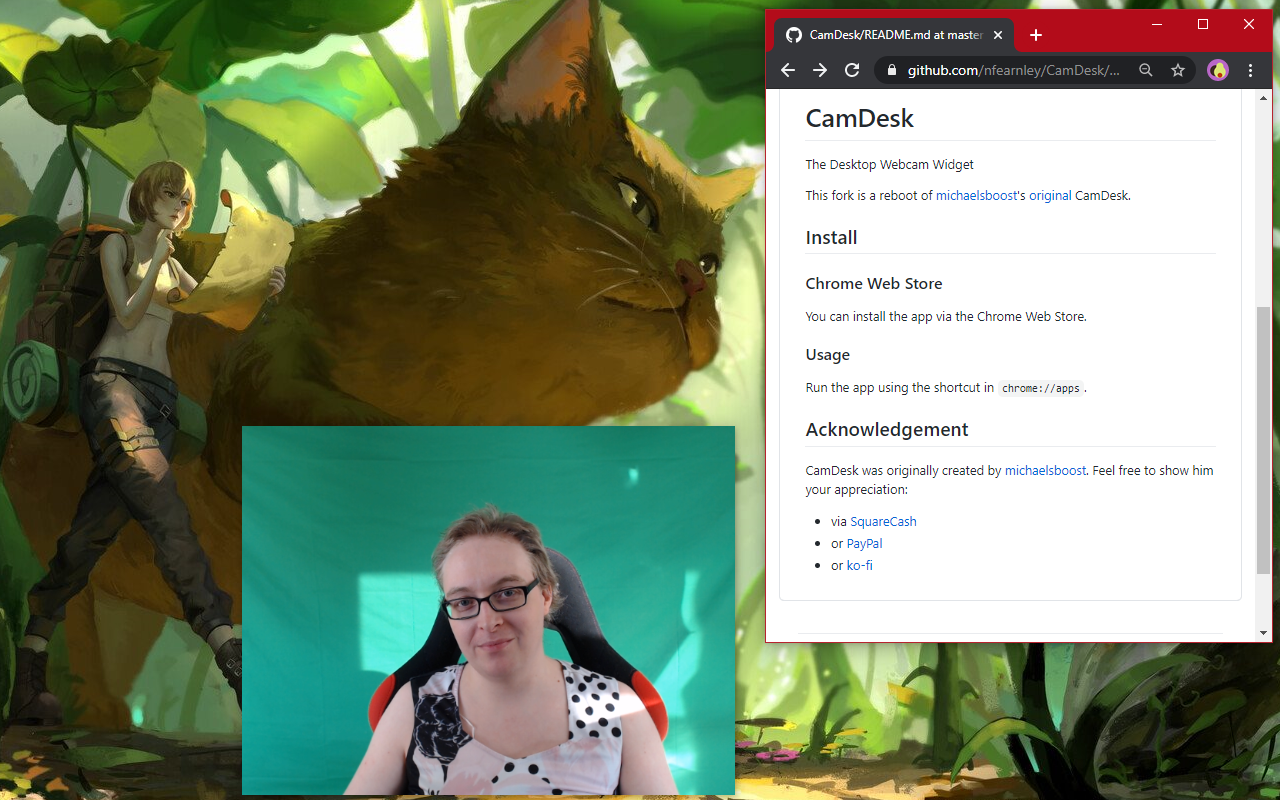 CamDesk/README.md at master
github.com/nfearnley/CamDesk/...
CamDesk
The Desktop Webcam Widget
This fork is a reboot of michaelsboost's original CamDesk.
Install
Chrome Web Store
You can install the app via the Chrome Web Store.
Usage
Run the app using the shortcut in chrome://apps.
Acknowledgement
CamDesk was originally created by michaelsboost. Feel free to show him
your appreciation:
via SquareCash
or PayPal
or ko-fi